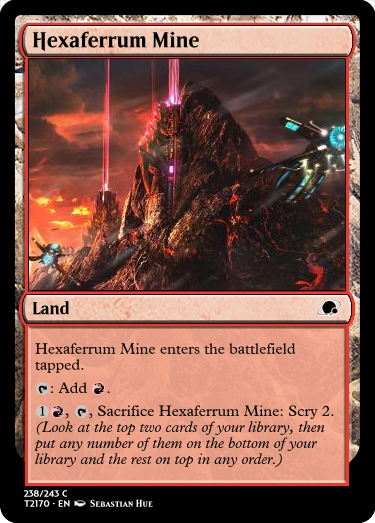 Hexaferrum Mine
Land
Hexaferrum Mine enters the battlefield
tapped.
: Add .
1 , , Sacrifice Hexaferrum Mine: Scry 2.
(Look at the top two cards of your library, then
put any number of them on the bottom of your
library and the rest on top in any order.)
238/243 C
T2170 • EN Sebastian Hue